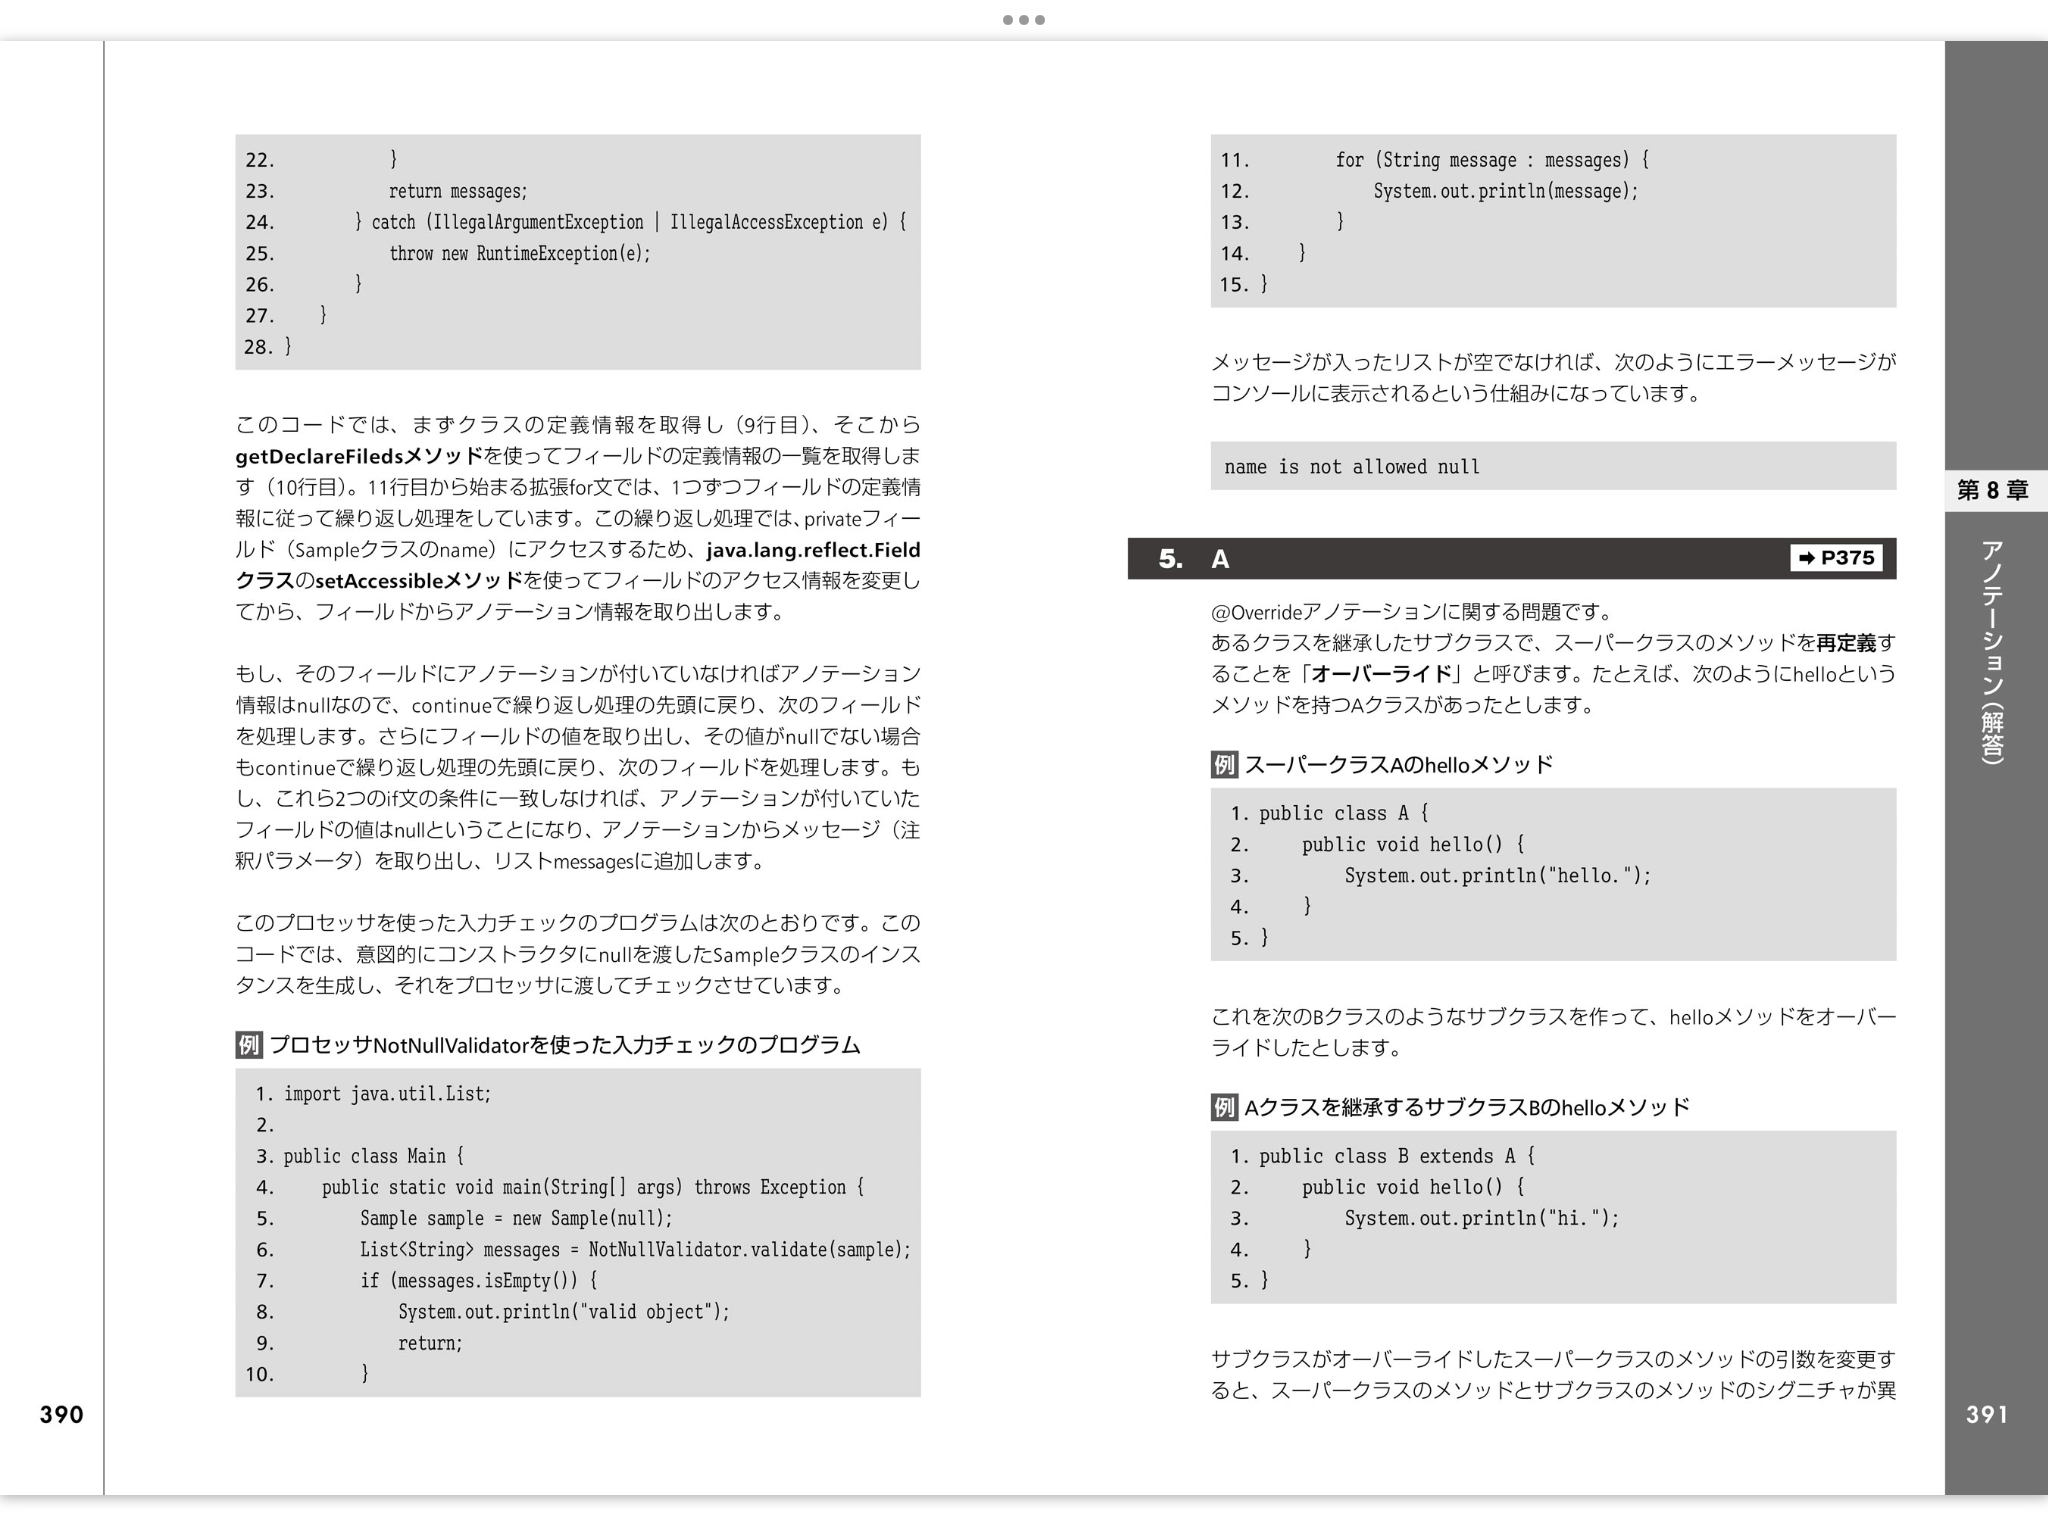 22.            }
23.            return messages;
24.        } catch (IllegalArgumentException | IllegalAccessException e) {
25.            throw new RuntimeException(e);
26.        }
27.    }
28. }
このコードでは、まずクラスの定義情報を取得し（9行目）、そこから
getDeclareFiledsメソッドを使ってフィールドの定義情報の一覧を取得しま
す（10行目）。11行目から始まる拡張for文では、1つずつフィールドの定義情
報に従って繰り返し処理をしています。この繰り返し処理では、privateフィー
ルド（Sampleクラスのname）にアクセスするため、java.lang.reflect.Field
クラスのsetAccessibleメソッドを使ってフィールドのアクセス情報を変更し
てから、フィールドからアノテーション情報を取り出します。
もし、そのフィールドにアノテーションが付いていなければアノテーション
情報はnullなので、continueで繰り返し処理の先頭に戻り、次のフィールド
を処理します。さらにフィールドの値を取り出し、その値がnullでない場合
もcontinueで繰り返し処理の先頭に戻り、次のフィールドを処理します。も
し、これら2つのif文の条件に一致しなければ、アノテーションが付いていた
フィールドの値はnullということになり、アノテーションからメッセージ（注
釈パラメータ）を取り出し、リストmessagesに追加します。
このプロセッサを使った入力チェックのプログラムは次のとおりです。この
コードでは、意図的にコンストラクタにnullを渡したSampleクラスのインス
タンスを生成し、それをプロセッサに渡してチェックさせています。
例 プロセッサNotNullValidatorを使った入力チェックのプログラム
1. import java.util.List;
2.
3. public class Main {
4.    public static void main(String[] args) throws Exception {
5.        Sample sample = new Sample(null);
6.        List<String> messages = NotNullValidator.validate(sample);
7.        if (messages.isEmpty()) {
8.            System.out.println("valid object");
9.            return;
10.        }
390
11.        for (String message : messages) {
12.            System.out.println(message);
13.        }
14.    }
15. }
メッセージが入ったリストが空でなければ、次のようにエラーメッセージが
コンソールに表示されるという仕組みになっています。
name is not allowed null
5. A ➡ P375
@Overrideアノテーションに関する問題です。
あるクラスを継承したサブクラスで、スーパークラスのメソッドを再定義す
ることを「オーバーライド」と呼びます。たとえば、次のようにhelloという
メソッドを持つAクラスがあったとします。
例 スーパークラスAのhelloメソッド
1. public class A {
2.    public void hello() {
3.        System.out.println("hello.");
4.    }
5. }
これを次のBクラスのようなサブクラスを作って、helloメソッドをオーバー
ライドしたとします。
例 Aクラスを継承するサブクラスBのhelloメソッド
1. public class B extends A {
2.    public void hello() {
3.        System.out.println("hi.");
4.    }
5. }
サブクラスがオーバーライドしたスーパークラスのメソッドの引数を変更す
ると、スーパークラスのメソッドとサブクラスのメソッドのシグニチャが異
第8章
アノテーション（解答）
391